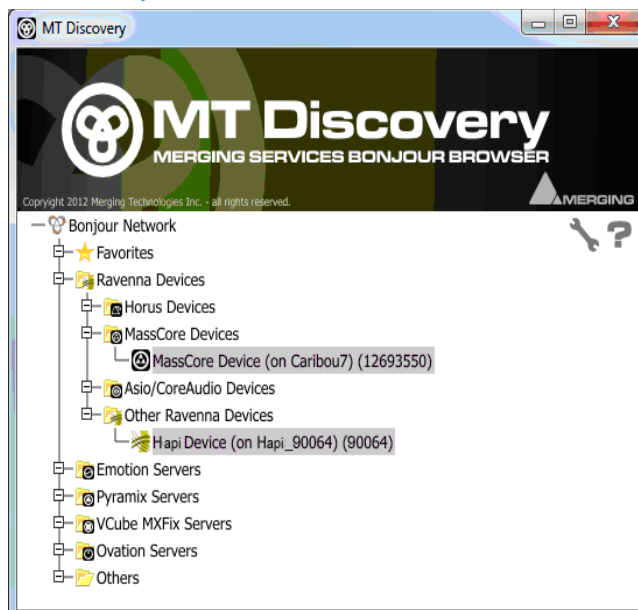 MT Discovery
MT Discovery
MERGING SERVICES BONJOUR BROWSER
Copyright 2012 Merging Technologies Inc. - all rights reserved.
MERGING
Bonjour Network
?
Favorites
Ravenna Devices
Horus Devices
MassCore Devices
MassCore Device (on Caribou7) (12693550)
Asio/CoreAudio Devices
Other Ravenna Devices
Hapi Device (on Hapi_90064) (90064)
Emotion Servers
Pyramix Servers
VCube MXFix Servers
Ovation Servers
Others